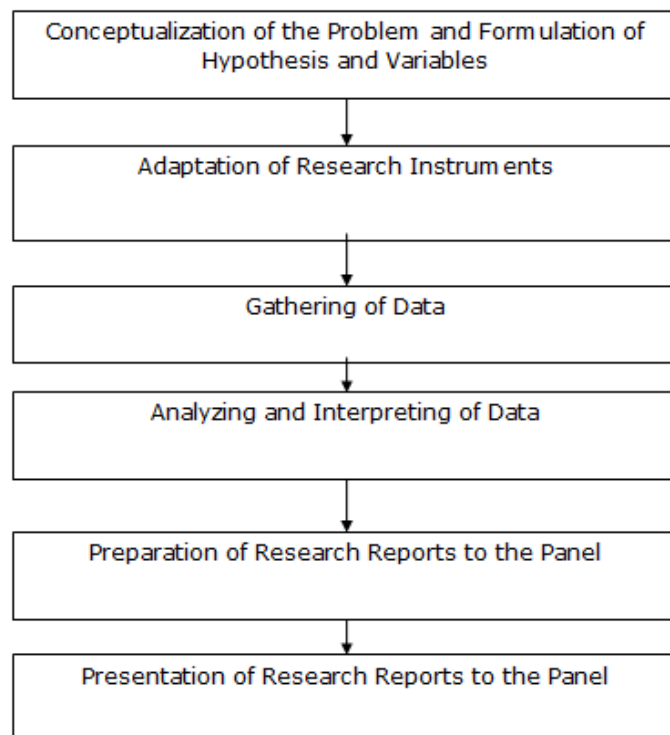 Conceptualization of the Problem and Formulation of
Hypothesis and Variables
Adaptation of Research Instruments
Gathering of Data
Analyzing and Interpreting of Data
Preparation of Research Reports to the Panel
Presentation of Research Reports to the Panel